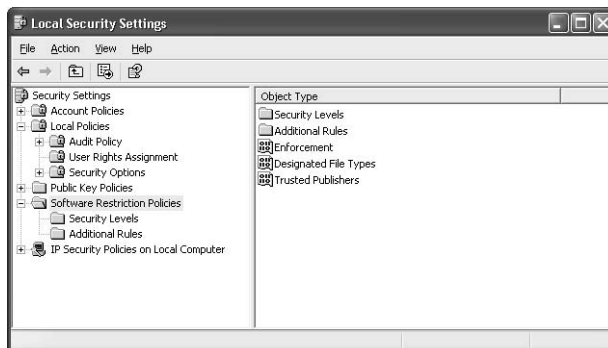 Local Security Settings
File Action View Help
Security Settings
Account Policies
Local Policies
Audit Policy
User Rights Assignment
Security Options
Public Key Policies
Software Restriction Policies
Security Levels
Additional Rules
IP Security Policies on Local Computer
Object Type
Security Levels
Additional Rules
Enforcement
Designated File Types
Trusted Publishers